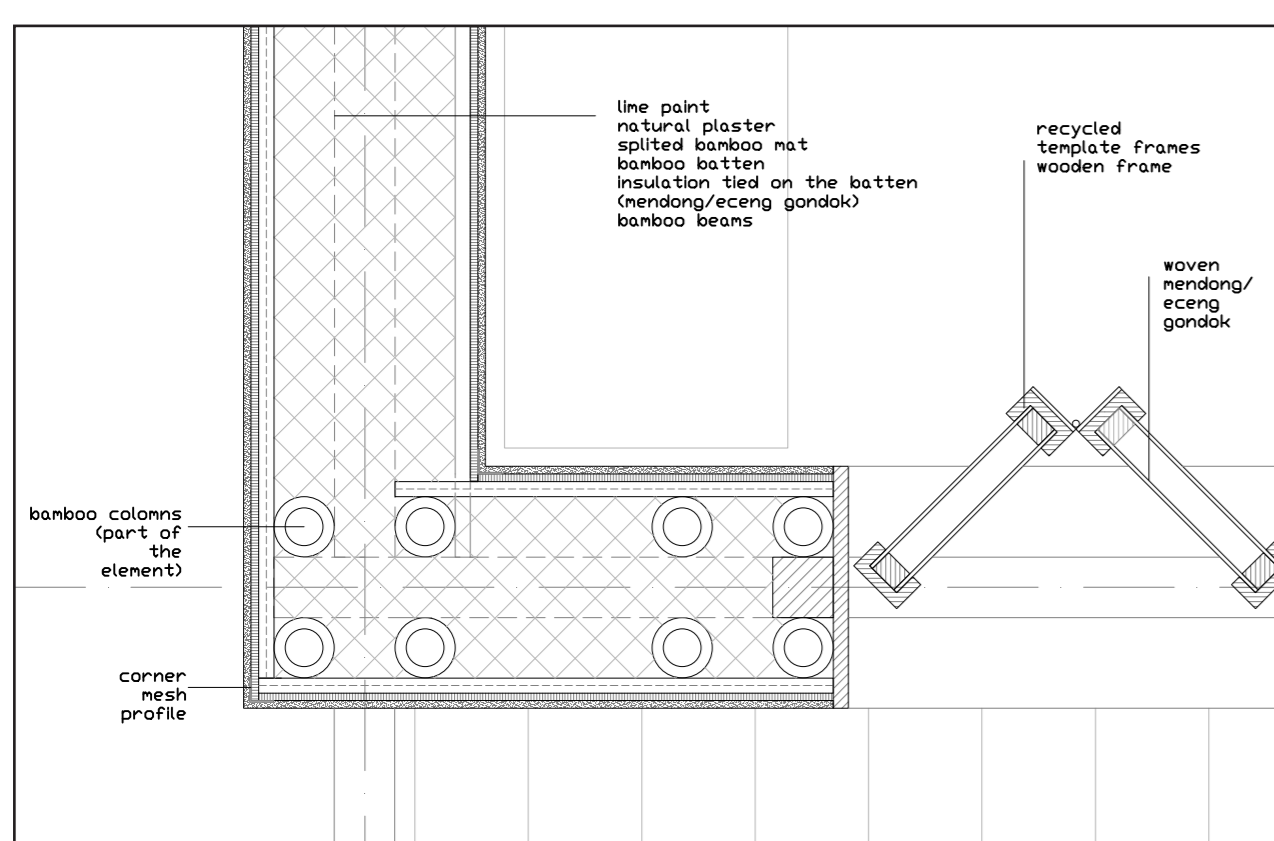 lime paint
natural plaster
splited bamboo mat
bamboo batten
insulation tied on the batten
(mendong/eceng gondok)
bamboo beams
recycled
template frames
wooden frame
woven
mendong/
eceng
gondok
bamboo colomns
(part of
the
element)
corner
mesh
profile